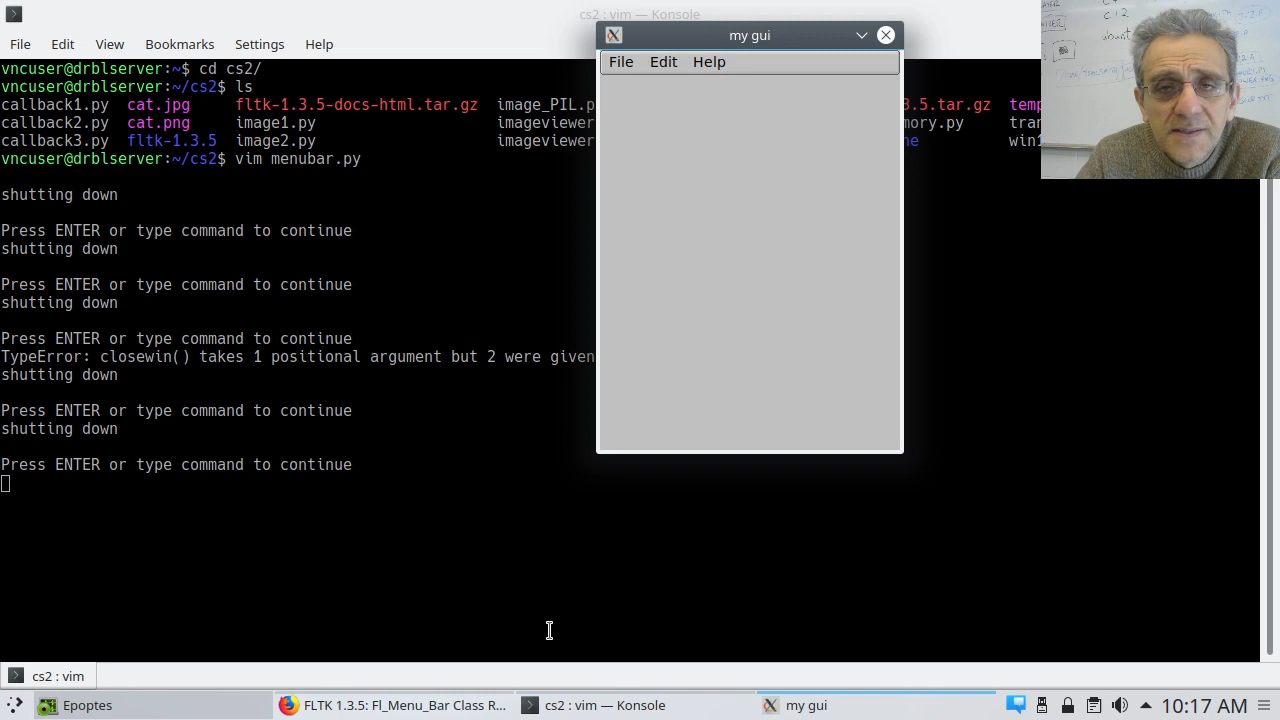 cs2 : vim — Konsole
File Edit View Bookmarks Settings Help
my gui
File Edit Help
vncuser@drblserver:~$ cd cs2/
vncuser@drblserver:~/cs2$ ls
callback1.py cat.jpg fltk-1.3.5-docs-html.tar.gz image_PIL.p 3.5.tar.gz temp
callback2.py cat.png image1.py imageviewer mory.py tran
callback3.py fltk-1.3.5 image2.py imageviewer ne win1
vncuser@drblserver:~/cs2$ vim menubar.py
shutting down
Press ENTER or type command to continue
shutting down
Press ENTER or type command to continue
shutting down
Press ENTER or type command to continue
TypeError: closewin() takes 1 positional argument but 2 were given
shutting down
Press ENTER or type command to continue
shutting down
Press ENTER or type command to continue
cs2 : vim
Epoptes FLTK 1.3.5: Fl_Menu_Bar Class R... cs2 : vim — Konsole my gui 10:17 AM